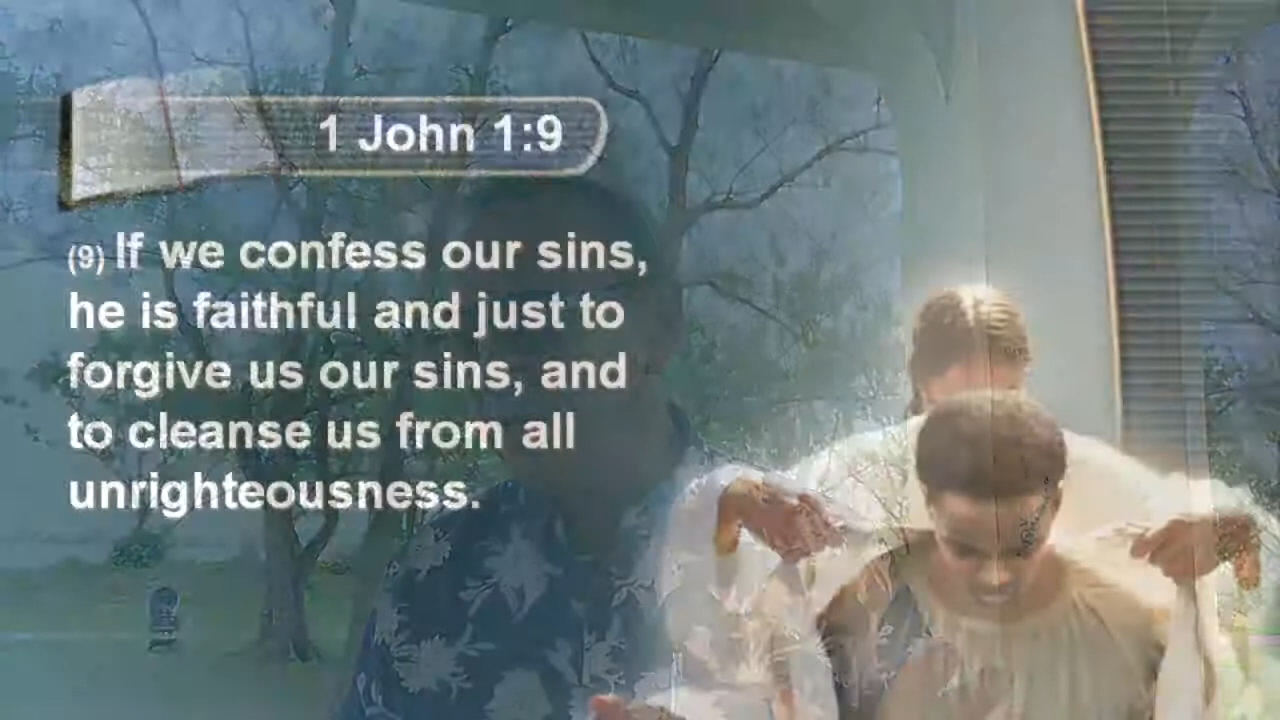 1 John 1:9
(9) If we confess our sins,
he is faithful and just to
forgive us our sins, and
to cleanse us from all
unrighteousness.